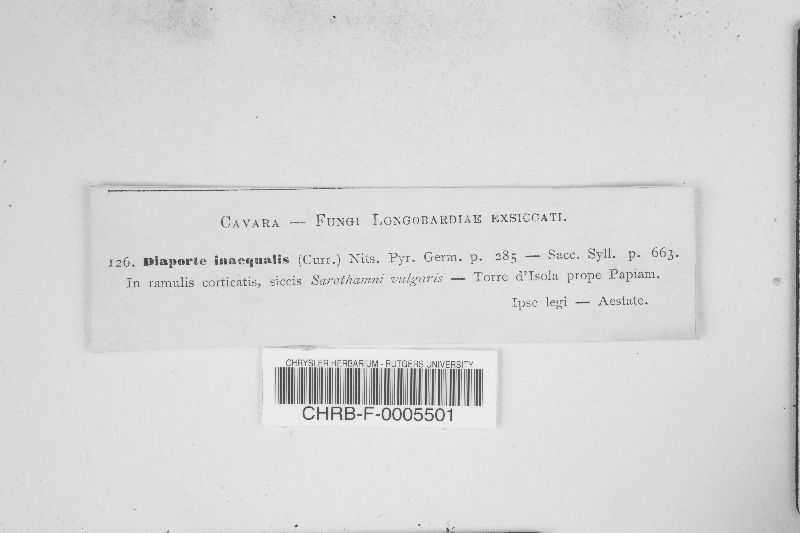 CAVARA — FUNGI LONGOBARDIAE EXSICCATI.
126. Diaporte inaequalis (Curr.) Nits. Pyr. Germ. p. 285 — Sacc. Syll. p. 663.
In ramulis corticatis, siccis Sarothamni vulgaris — Torre d'Isola prope Papiam.
Ipse legi — Aestate.
CHRYSLER HERBARIUM - RUTGERS UNIVERSITY
CHRB-F-0005501